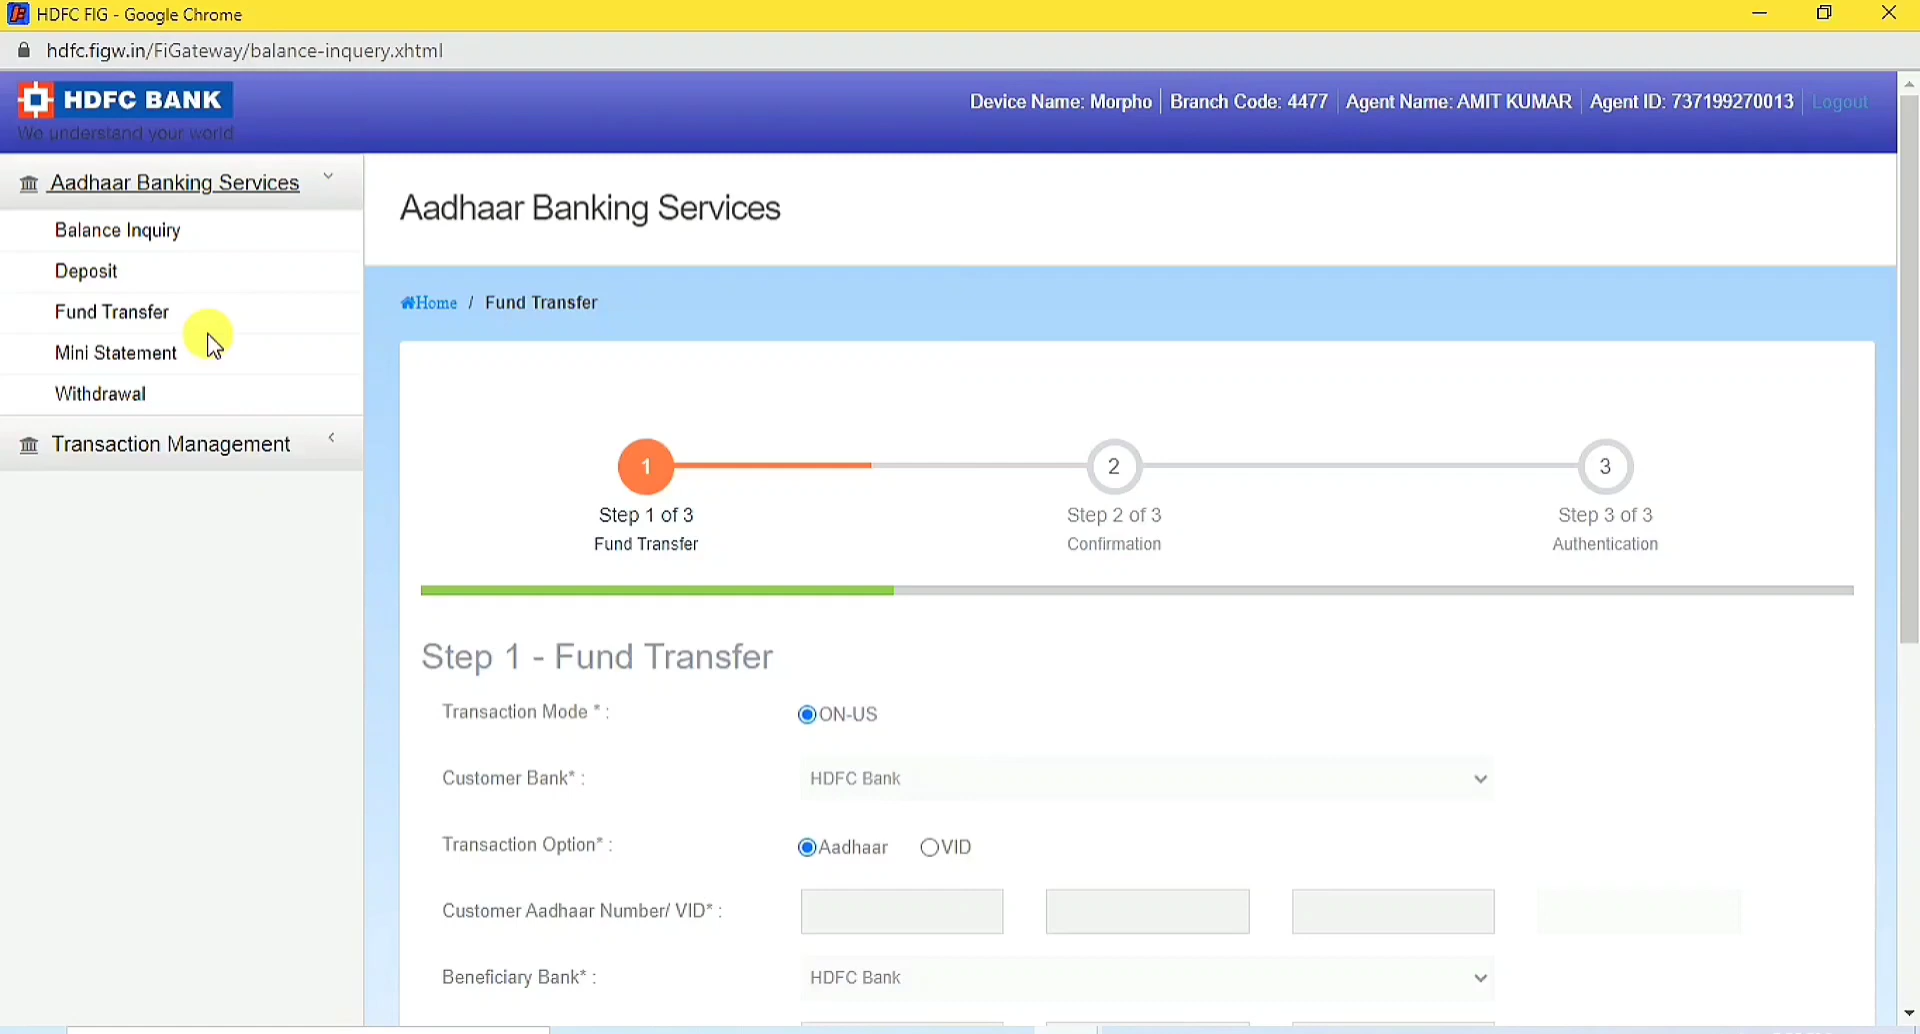 HDFC FIG - Google Chrome
hdfc.figw.in/FiGateway/balance-inquery.xhtml
HDFC BANK
We understand your world
Device Name: Morpho Branch Code: 4477 Agent Name: AMIT KUMAR Agent ID: 737199270013 Logout
Aadhaar Banking Services
Balance Inquiry
Deposit
Fund Transfer
Mini Statement
Withdrawal
Transaction Management
Aadhaar Banking Services
Home / Fund Transfer
1 2 3
Step 1 of 3 Step 2 of 3 Step 3 of 3
Fund Transfer Confirmation Authentication
Step 1 - Fund Transfer
Transaction Mode * : ON-US
Customer Bank* : HDFC Bank
Transaction Option* : Aadhaar VID
Customer Aadhaar Number/ VID* :
Beneficiary Bank* : HDFC Bank